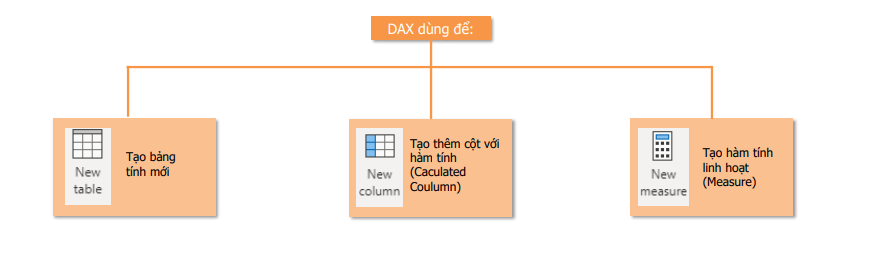 DAX dùng để:
New
table
Tạo bảng
tính mới
New
column
Tạo thêm cột với
hàm tính
(Caculated
Coulumn)
New
measure
Tạo hàm tính
linh hoạt
(Measure)